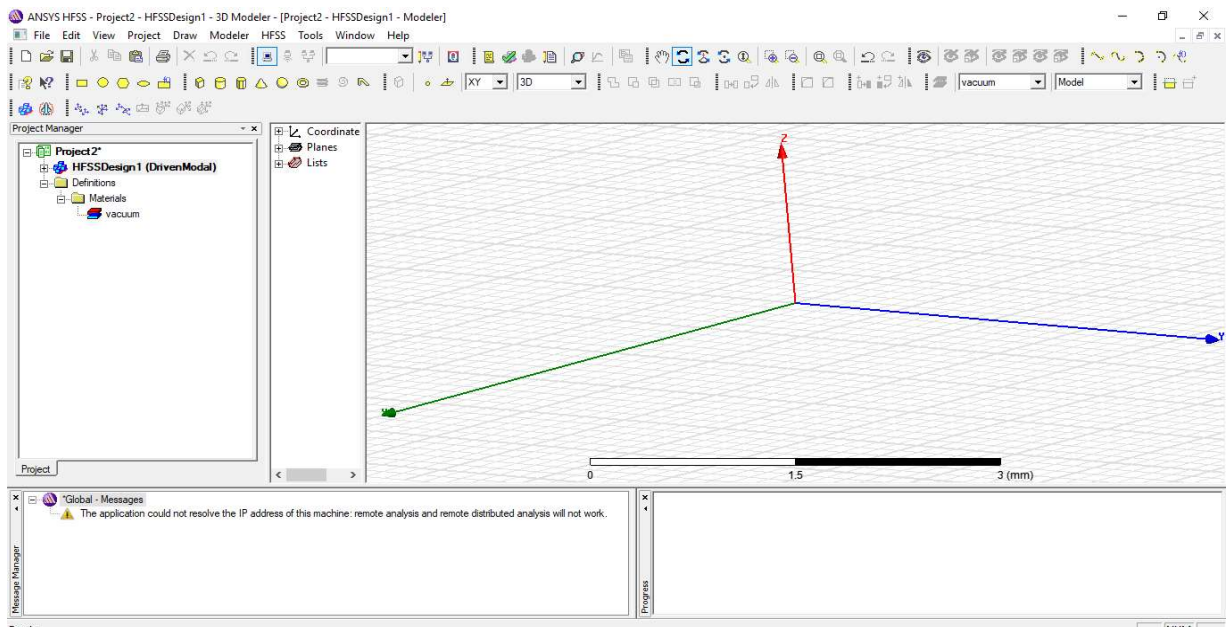 ANSYS HFSS - Project2 - HFSSDesign1 - 3D Modeler - [Project2 - HFSSDesign1 - Modeler]
File Edit View Project Draw Modeler HFSS Tools Window Help
XY 3D vacuum Model
Project Manager
Project2*
HFSSDesign1 (DrivenModal)
Definitions
Materials
vacuum
Project
Coordinate
Planes
Lists
Z
Y
0 1.5 3 (mm)
*Global - Messages
The application could not resolve the IP address of this machine: remote analysis and remote distributed analysis will not work.
Message Manager
Progress